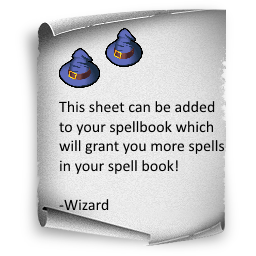 This sheet can be added
to your spellbook which
will grant you more spells
in your spell book!
-Wizard